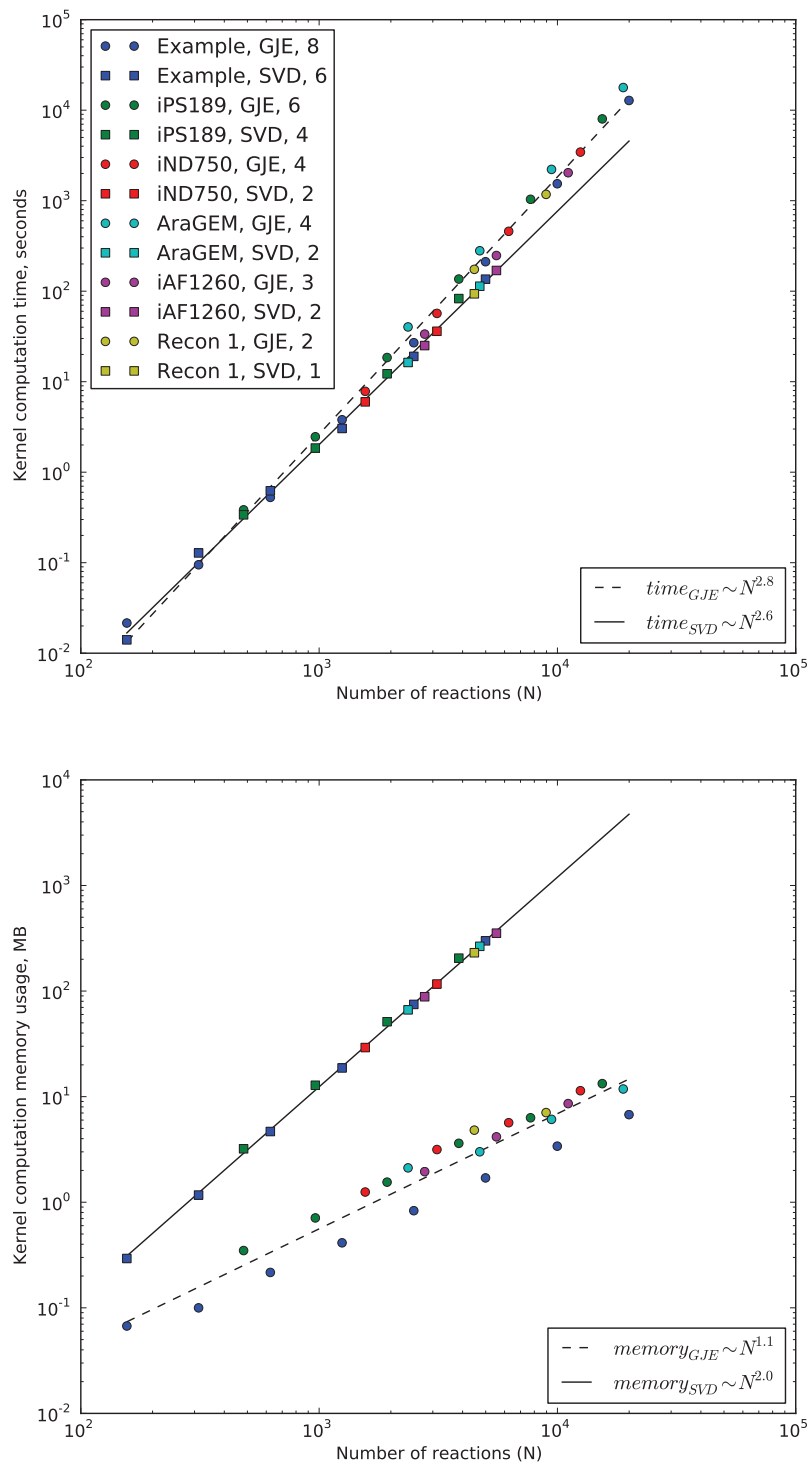 10^5
10^4
10^3
10^2
10^1
10^0
10^-1
10^-2
Kernel computation time, seconds
Example, GJE, 8
Example, SVD, 6
iPS189, GJE, 6
iPS189, SVD, 4
iND750, GJE, 4
iND750, SVD, 2
AraGEM, GJE, 4
AraGEM, SVD, 2
iAF1260, GJE, 3
iAF1260, SVD, 2
Recon 1, GJE, 2
Recon 1, SVD, 1
time_GJE ~ N^2.8
time_SVD ~ N^2.6
10^2 10^3 10^4 10^5
Number of reactions (N)
10^4
10^3
10^2
10^1
10^0
10^-1
10^-2
Kernel computation memory usage, MB
memory_GJE ~ N^1.1
memory_SVD ~ N^2.0
10^2 10^3 10^4 10^5
Number of reactions (N)